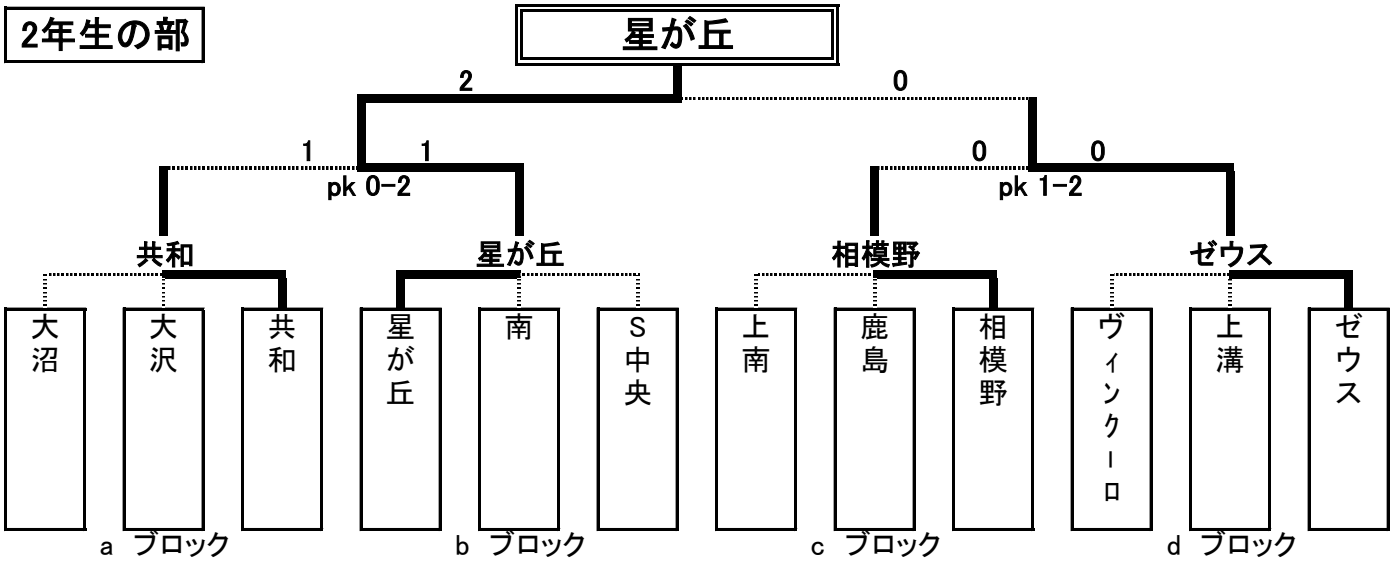 2年生の部
星が丘
2
0
1
1
0
0
pk 0-2
pk 1-2
共和
星が丘
相模野
ゼウス
大沼
大沢
共和
星が丘
南
S中央
上南
鹿島
相模野
ヴィンクーロ
上溝
ゼウス
a ブロック
b ブロック
c ブロック
d ブロック